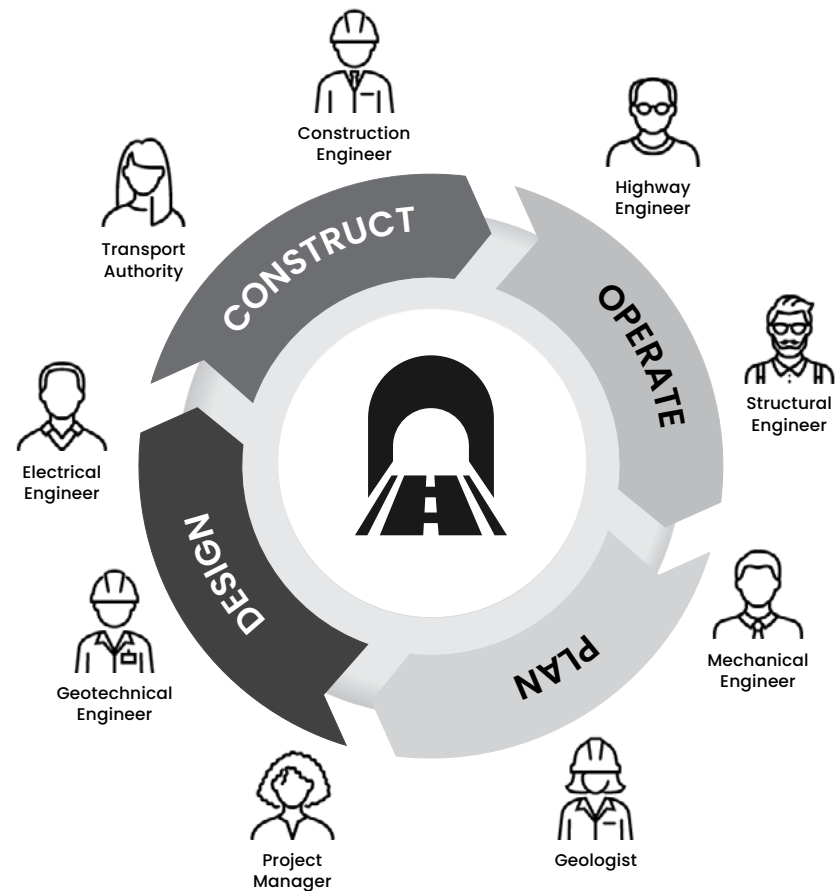 Construction
Engineer
Highway
Engineer
Transport
Authority
CONSTRUCT
OPERATE
Structural
Engineer
Electrical
Engineer
DESIGN
PLAN
Mechanical
Engineer
Geotechnical
Engineer
Project
Manager
Geologist